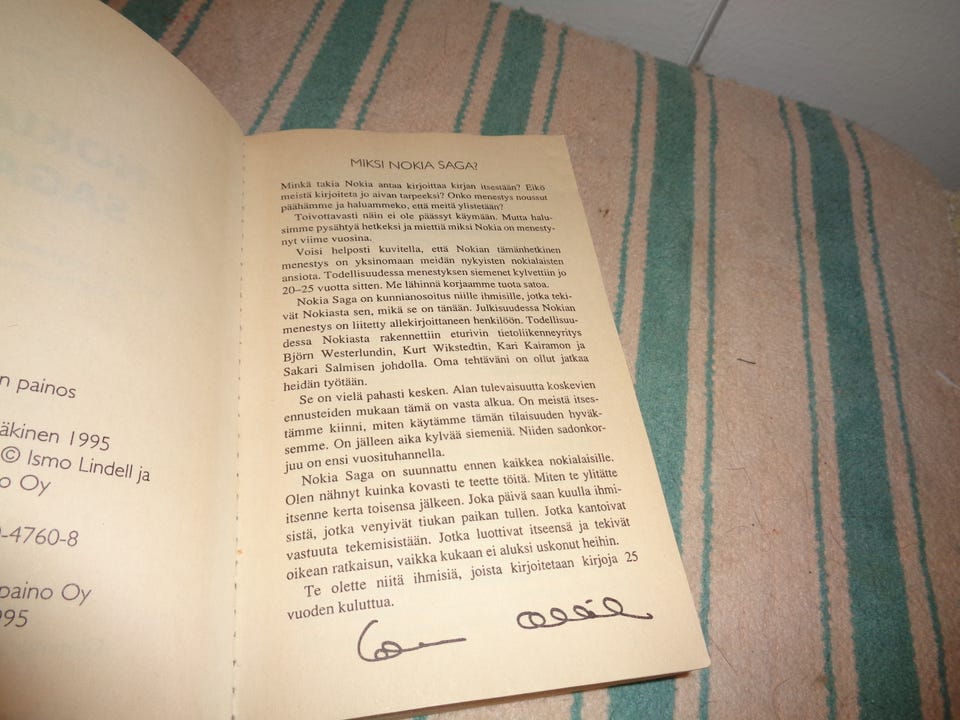 n painos
äkinen 1995
© Ismo Lindell ja
o Oy
-4760-8
paino Oy
995
MIKSI NOKIA SAGA?
Minkä takia Nokia antaa kirjoittaa kirjan itsestään? Eikö
meistä kirjoiteta jo aivan tarpeeksi? Onko menestys noussut
päähämme ja haluammeko, että meitä ylistetään?
Toivottavasti näin ei ole päässyt käymään. Mutta halu-
simme pysähtyä hetkeksi ja miettiä miksi Nokia on menesty-
nyt viime vuosina.
Voisi helposti kuvitella, että Nokian tämänhetkinen
menestys on yksinomaan meidän nykyisten nokialaisten
ansiota. Todellisuudessa menestyksen siemenet kylvettiin jo
20–25 vuotta sitten. Me lähinnä korjaamme tuota satoa.
Nokia Saga on kunnianosoitus niille ihmisille, jotka teki-
vät Nokiasta sen, mikä se on tänään. Julkisuudessa Nokian
menestys on liitetty allekirjoittaneen henkilöön. Todellisuu-
dessa Nokiasta rakennettiin eturivin tietoliikenneyritys
Björn Westerlundin, Kurt Wikstedtin, Kari Kairamon ja
Sakari Salmisen johdolla. Oma tehtäväni on ollut jatkaa
heidän työtään.
Se on vielä pahasti kesken. Alan tulevaisuutta koskevien
ennusteiden mukaan tämä on vasta alkua. On meistä itses-
tämme kiinni, miten käytämme tämän tilaisuuden hyväk-
semme. On jälleen aika kylvää siemeniä. Niiden sadonkor-
juu on ensi vuosituhannella.
Nokia Saga on suunnattu ennen kaikkea nokialaisille.
Olen nähnyt kuinka kovasti te teette töitä. Miten te ylitätte
itsenne kerta toisensa jälkeen. Joka päivä saan kuulla ihmi-
sistä, jotka venyivät tiukan paikan tullen. Jotka kantoivat
vastuuta tekemisistään. Jotka luottivat itseensä ja tekivät
oikean ratkaisun, vaikka kukaan ei aluksi uskonut heihin.
Te olette niitä ihmisiä, joista kirjoitetaan kirjoja 25
vuoden kuluttua.